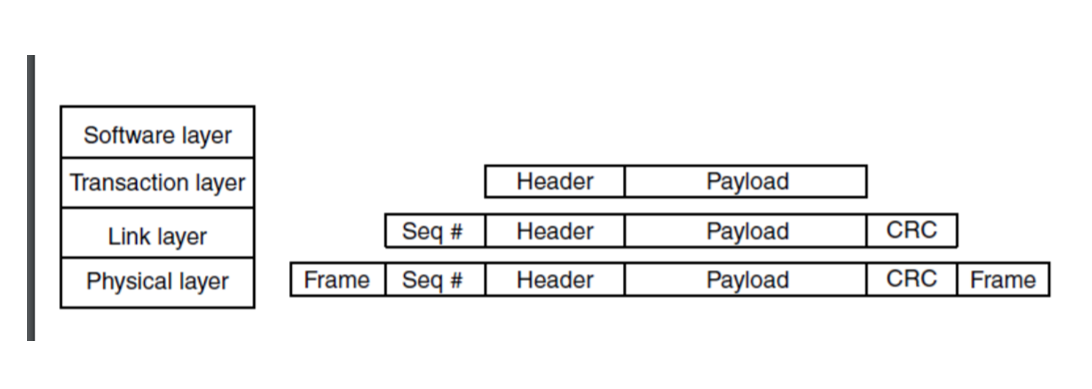 Software layer
Transaction layer
Header Payload
Link layer
Seq # Header Payload CRC
Physical layer
Frame Seq # Header Payload CRC Frame